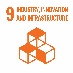 9 INDUSTRY, INNOVATION
AND INFRASTRUCTURE